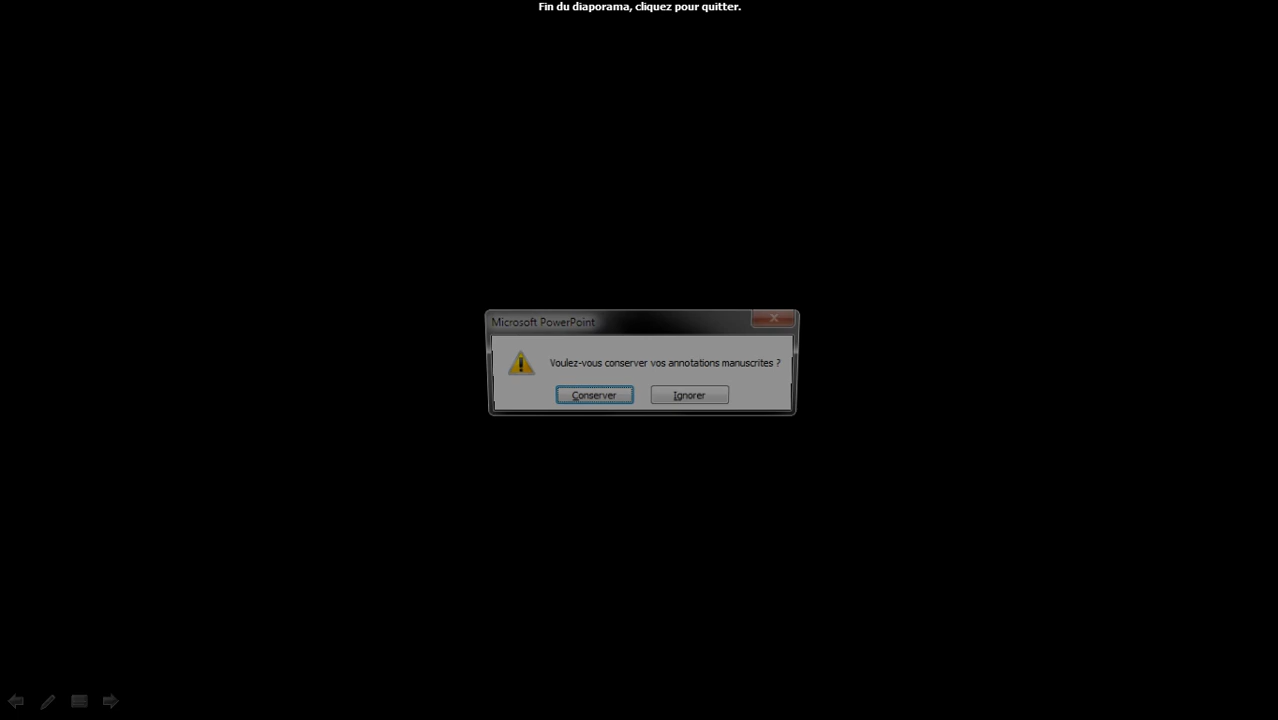 Fin du diaporama, cliquez pour quitter.
Microsoft PowerPoint
Voulez-vous conserver vos annotations manuscrites ?
Conserver
Ignorer